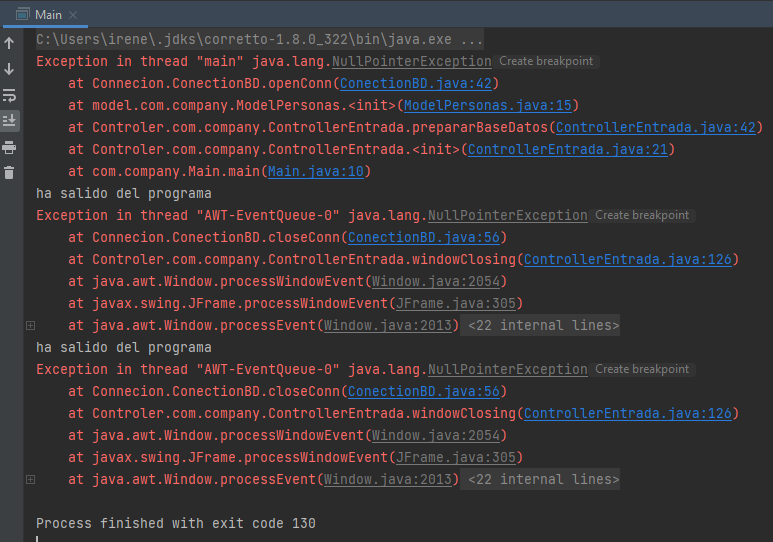 Main
C:\Users\irene\.jdks\corretto-1.8.0_322\bin\java.exe ...
Exception in thread "main" java.lang.NullPointerException Create breakpoint
at Connecion.ConectionBD.openConn(ConectionBD.java:42)
at model.com.company.ModelPersonas.<init>(ModelPersonas.java:15)
at Controler.com.company.ControllerEntrada.prepararBaseDatos(ControllerEntrada.java:42)
at Controler.com.company.ControllerEntrada.<init>(ControllerEntrada.java:21)
at com.company.Main.main(Main.java:10)
ha salido del programa
Exception in thread "AWT-EventQueue-0" java.lang.NullPointerException Create breakpoint
at Connecion.ConectionBD.closeConn(ConectionBD.java:56)
at Controler.com.company.ControllerEntrada.windowClosing(ControllerEntrada.java:126)
at java.awt.Window.processWindowEvent(Window.java:2054)
at javax.swing.JFrame.processWindowEvent(JFrame.java:305)
at java.awt.Window.processEvent(Window.java:2013) <22 internal lines>
ha salido del programa
Exception in thread "AWT-EventQueue-0" java.lang.NullPointerException Create breakpoint
at Connecion.ConectionBD.closeConn(ConectionBD.java:56)
at Controler.com.company.ControllerEntrada.windowClosing(ControllerEntrada.java:126)
at java.awt.Window.processWindowEvent(Window.java:2054)
at javax.swing.JFrame.processWindowEvent(JFrame.java:305)
at java.awt.Window.processEvent(Window.java:2013) <22 internal lines>
Process finished with exit code 130